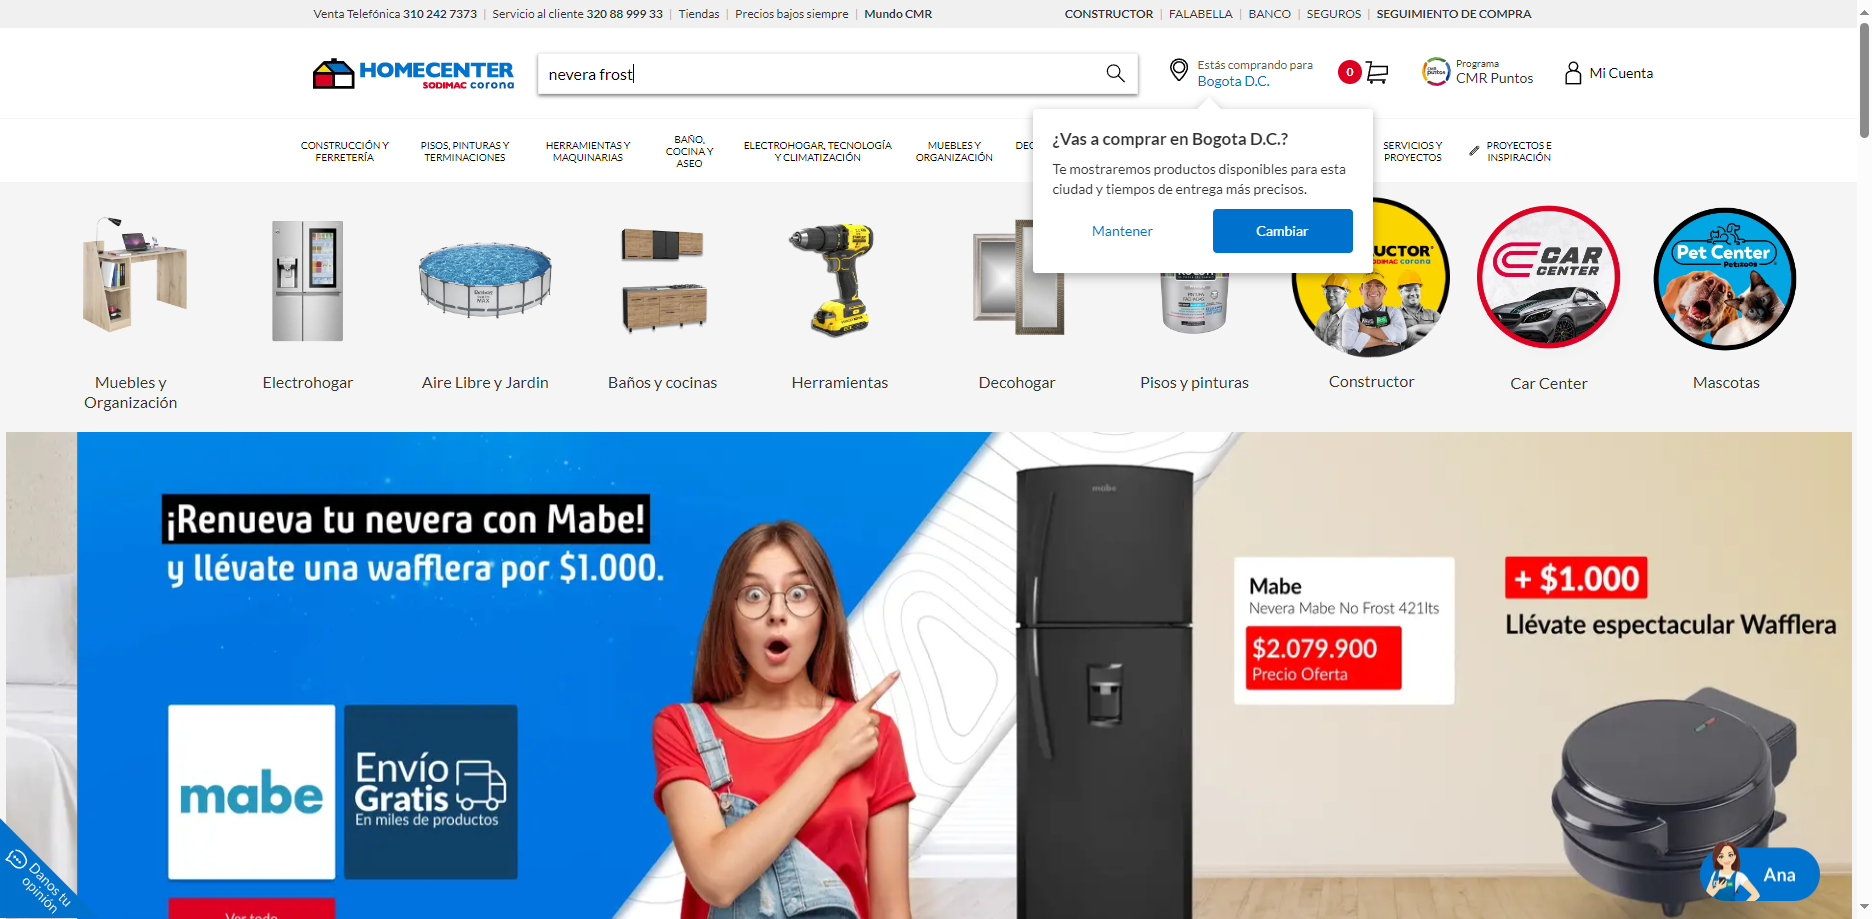 Venta Telefónica 310 242 7373 | Servicio al cliente 320 88 999 33 | Tiendas | Precios bajos siempre | Mundo CMR
CONSTRUCTOR | FALABELLA | BANCO | SEGUROS | SEGUIMIENTO DE COMPRA
HOMECENTER
SODIMAC corona
nevera frost
Estás comprando para
Bogota D.C.
0
CMR puntos
Programa
CMR Puntos
Mi Cuenta
¿Vas a comprar en Bogota D.C.?
Te mostraremos productos disponibles para esta
ciudad y tiempos de entrega más precisos.
Mantener
Cambiar
CONSTRUCCIÓN Y
FERRETERÍA
PISOS, PINTURAS Y
TERMINACIONES
HERRAMIENTAS Y
MAQUINARIAS
BAÑO,
COCINA Y
ASEO
ELECTROHOGAR, TECNOLOGÍA
Y CLIMATIZACIÓN
MUEBLES Y
ORGANIZACIÓN
SERVICIOS Y
PROYECTOS
PROYECTOS E
INSPIRACIÓN
UCTOR
SODIMAC corona
CAR
CENTER
Pet Center
Muebles y
Organización
Electrohogar
Aire Libre y Jardin
Baños y cocinas
Herramientas
Decohogar
Pisos y pinturas
Constructor
Car Center
Mascotas
¡Renueva tu nevera con Mabe!
y llévate una wafflera por $1.000.
mabe
Envío
Gratis
En miles de productos
Ver todo
mabe
Mabe
Nevera Mabe No Frost 421lts
$2.079.900
Precio Oferta
+ $1.000
Llévate espectacular Wafflera
Danos tu
opinión
Ana